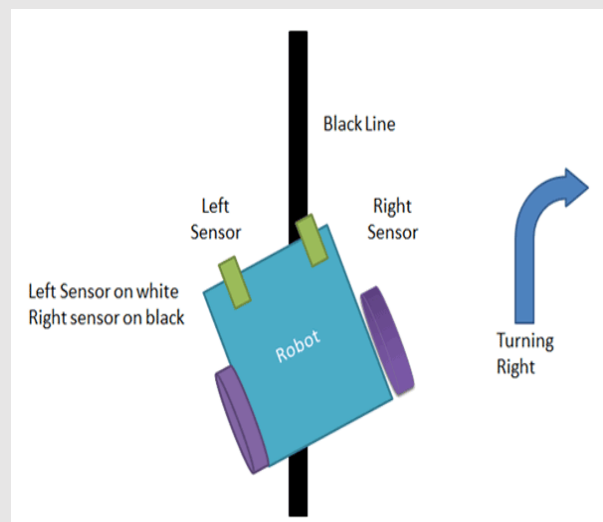 Black Line
Left
Sensor
Right
Sensor
Left Sensor on white
Right sensor on black
Robot
Turning
Right